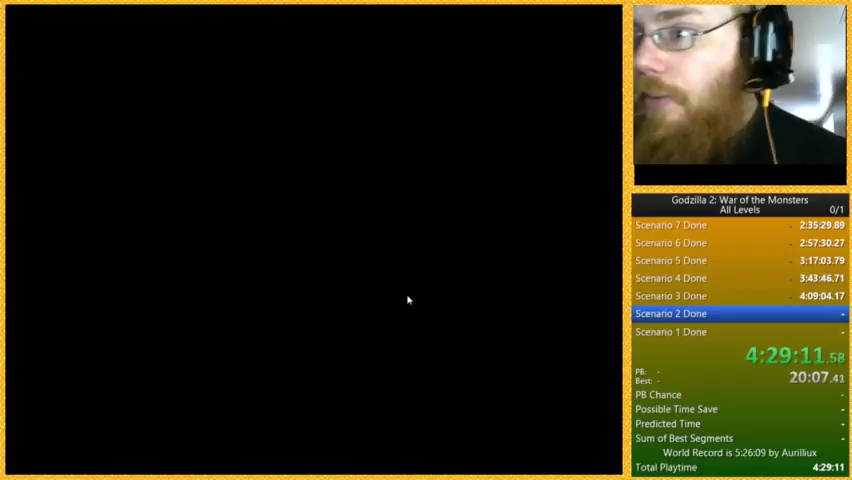 Godzilla 2: War of the Monsters
All Levels 0/1
Scenario 7 Done - 2:35:29.89
Scenario 6 Done - 2:57:30.27
Scenario 5 Done - 3:17:03.79
Scenario 4 Done - 3:43:46.71
Scenario 3 Done - 4:09:04.17
Scenario 2 Done -
Scenario 1 Done -
4:29:11.58
PB: -
Best: - 20:07.41
PB Chance -
Possible Time Save -
Predicted Time -
Sum of Best Segments -
World Record is 5:26:09 by Aurilliux
Total Playtime 4:29:11